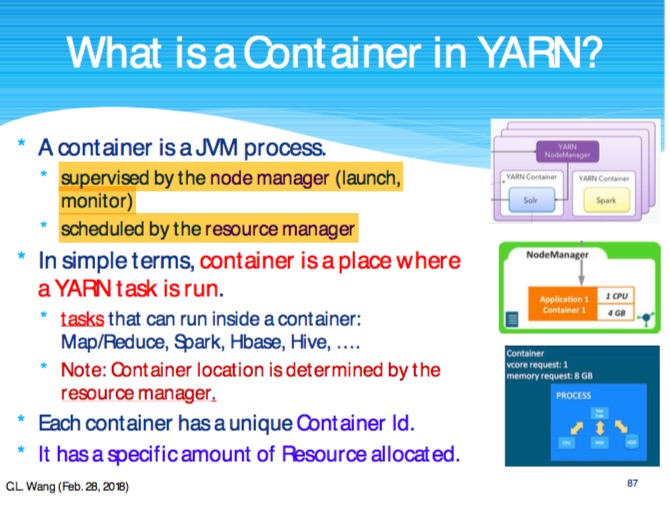 What is a Container in YARN?
* A container is a JVM process.
* supervised by the node manager (launch,
monitor)
* scheduled by the resource manager
* In simple terms, container is a place where
a YARN task is run.
* tasks that can run inside a container:
Map/Reduce, Spark, Hbase, Hive, ….
* Note: Container location is determined by the
resource manager.
* Each container has a unique Container Id.
* It has a specific amount of Resource allocated.
YARN
NodeManager
YARN Container
YARN Container
Solr
Spark
NodeManager
Application 1
Container 1
1 CPU
4 GB
Container
vcore request: 1
memory request: 8 GB
PROCESS
C.L. Wang (Feb. 28, 2018)
87